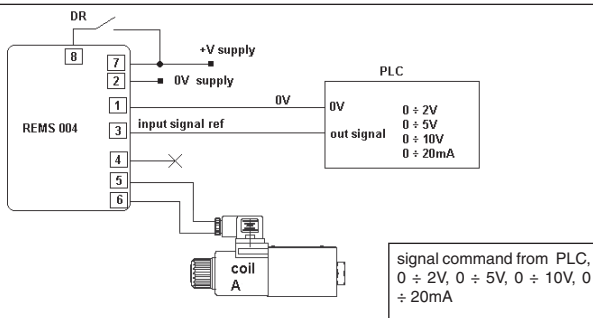 DR
8
7
+V supply
2
0V supply
PLC
1
0V
0V
0 ÷ 2V
0 ÷ 5V
REMS 004
3
input signal ref
out signal
0 ÷ 10V
0 ÷ 20mA
4
5
6
coil
A
signal command from PLC,
0 ÷ 2V, 0 ÷ 5V, 0 ÷ 10V, 0
÷ 20mA